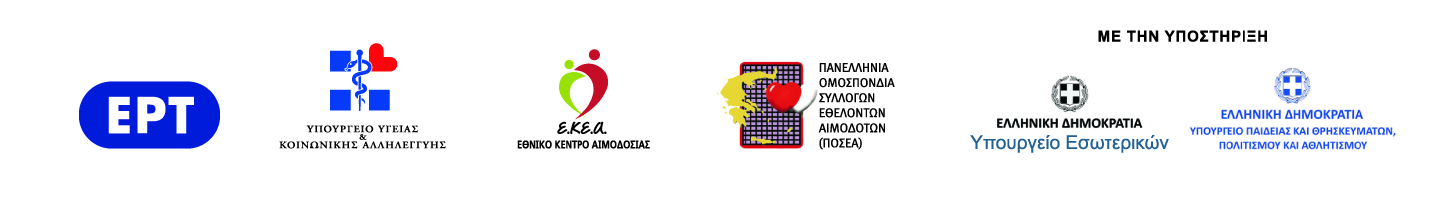 ΕΡΤ
ΥΠΟΥΡΓΕΙΟ ΥΓΕΙΑΣ
&
ΚΟΙΝΩΝΙΚΗΣ ΑΛΛΗΛΕΓΓΥΗΣ
Ε.ΚΕ.Α.
ΕΘΝΙΚΟ ΚΕΝΤΡΟ ΑΙΜΟΔΟΣΙΑΣ
ΠΑΝΕΛΛΗΝΙΑ
ΟΜΟΣΠΟΝΔΙΑ
ΣΥΛΛΟΓΩΝ
ΕΘΕΛΟΝΤΩΝ
ΑΙΜΟΔΟΤΩΝ
(ΠΟΣΕΑ)
ΜΕ ΤΗΝ ΥΠΟΣΤΗΡΙΞΗ
ΕΛΛΗΝΙΚΗ ΔΗΜΟΚΡΑΤΙΑ
Υπουργείο Εσωτερικών
ΕΛΛΗΝΙΚΗ ΔΗΜΟΚΡΑΤΙΑ
ΥΠΟΥΡΓΕΙΟ ΠΑΙΔΕΙΑΣ ΚΑΙ ΘΡΗΣΚΕΥΜΑΤΩΝ,
ΠΟΛΙΤΙΣΜΟΥ ΚΑΙ ΑΘΛΗΤΙΣΜΟΥ